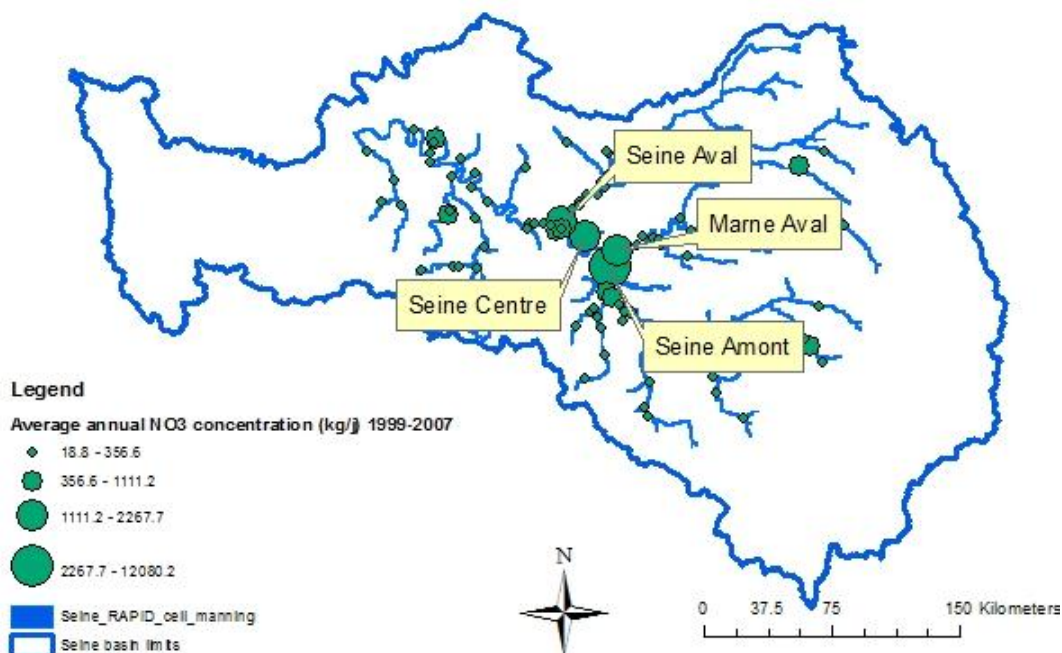 Seine Aval
Marne Aval
Seine Centre
Seine Amont
Legend
Average annual NO3 concentration (kg/j) 1999-2007
18.8 - 356.6
356.6 - 1111.2
1111.2 - 2267.7
2267.7 - 12080.2
Seine_RAPID_cell_manning
Seine basin limits
N
0 37.5 75 150 Kilometers